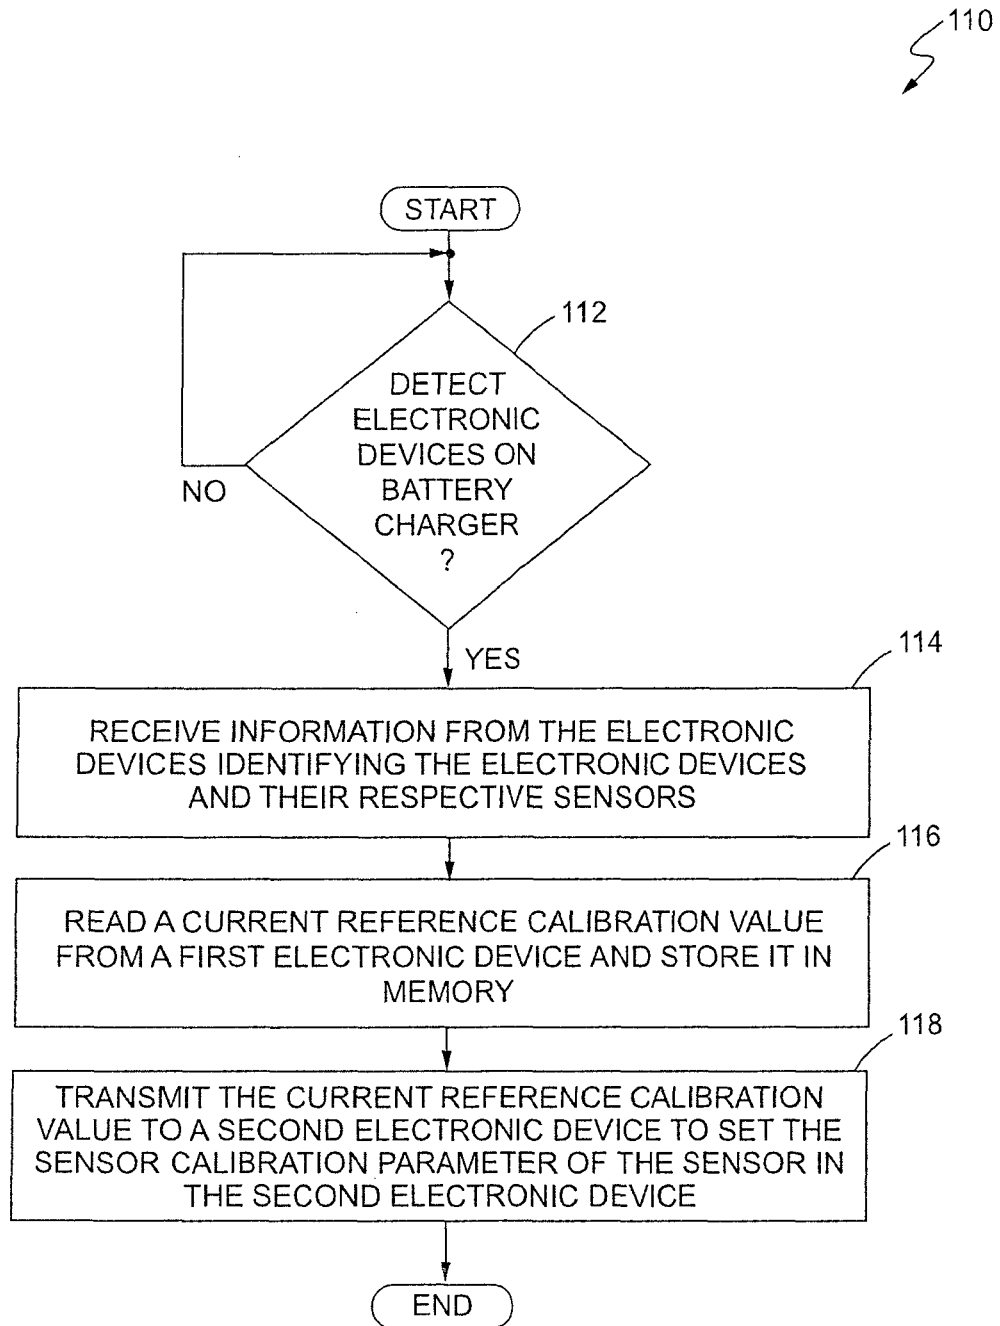 110
START
112
DETECT
ELECTRONIC
DEVICES ON
BATTERY
CHARGER
?
NO
YES
114
RECEIVE INFORMATION FROM THE ELECTRONIC
DEVICES IDENTIFYING THE ELECTRONIC DEVICES
AND THEIR RESPECTIVE SENSORS
116
READ A CURRENT REFERENCE CALIBRATION VALUE
FROM A FIRST ELECTRONIC DEVICE AND STORE IT IN
MEMORY
118
TRANSMIT THE CURRENT REFERENCE CALIBRATION
VALUE TO A SECOND ELECTRONIC DEVICE TO SET THE
SENSOR CALIBRATION PARAMETER OF THE SENSOR IN
THE SECOND ELECTRONIC DEVICE
END